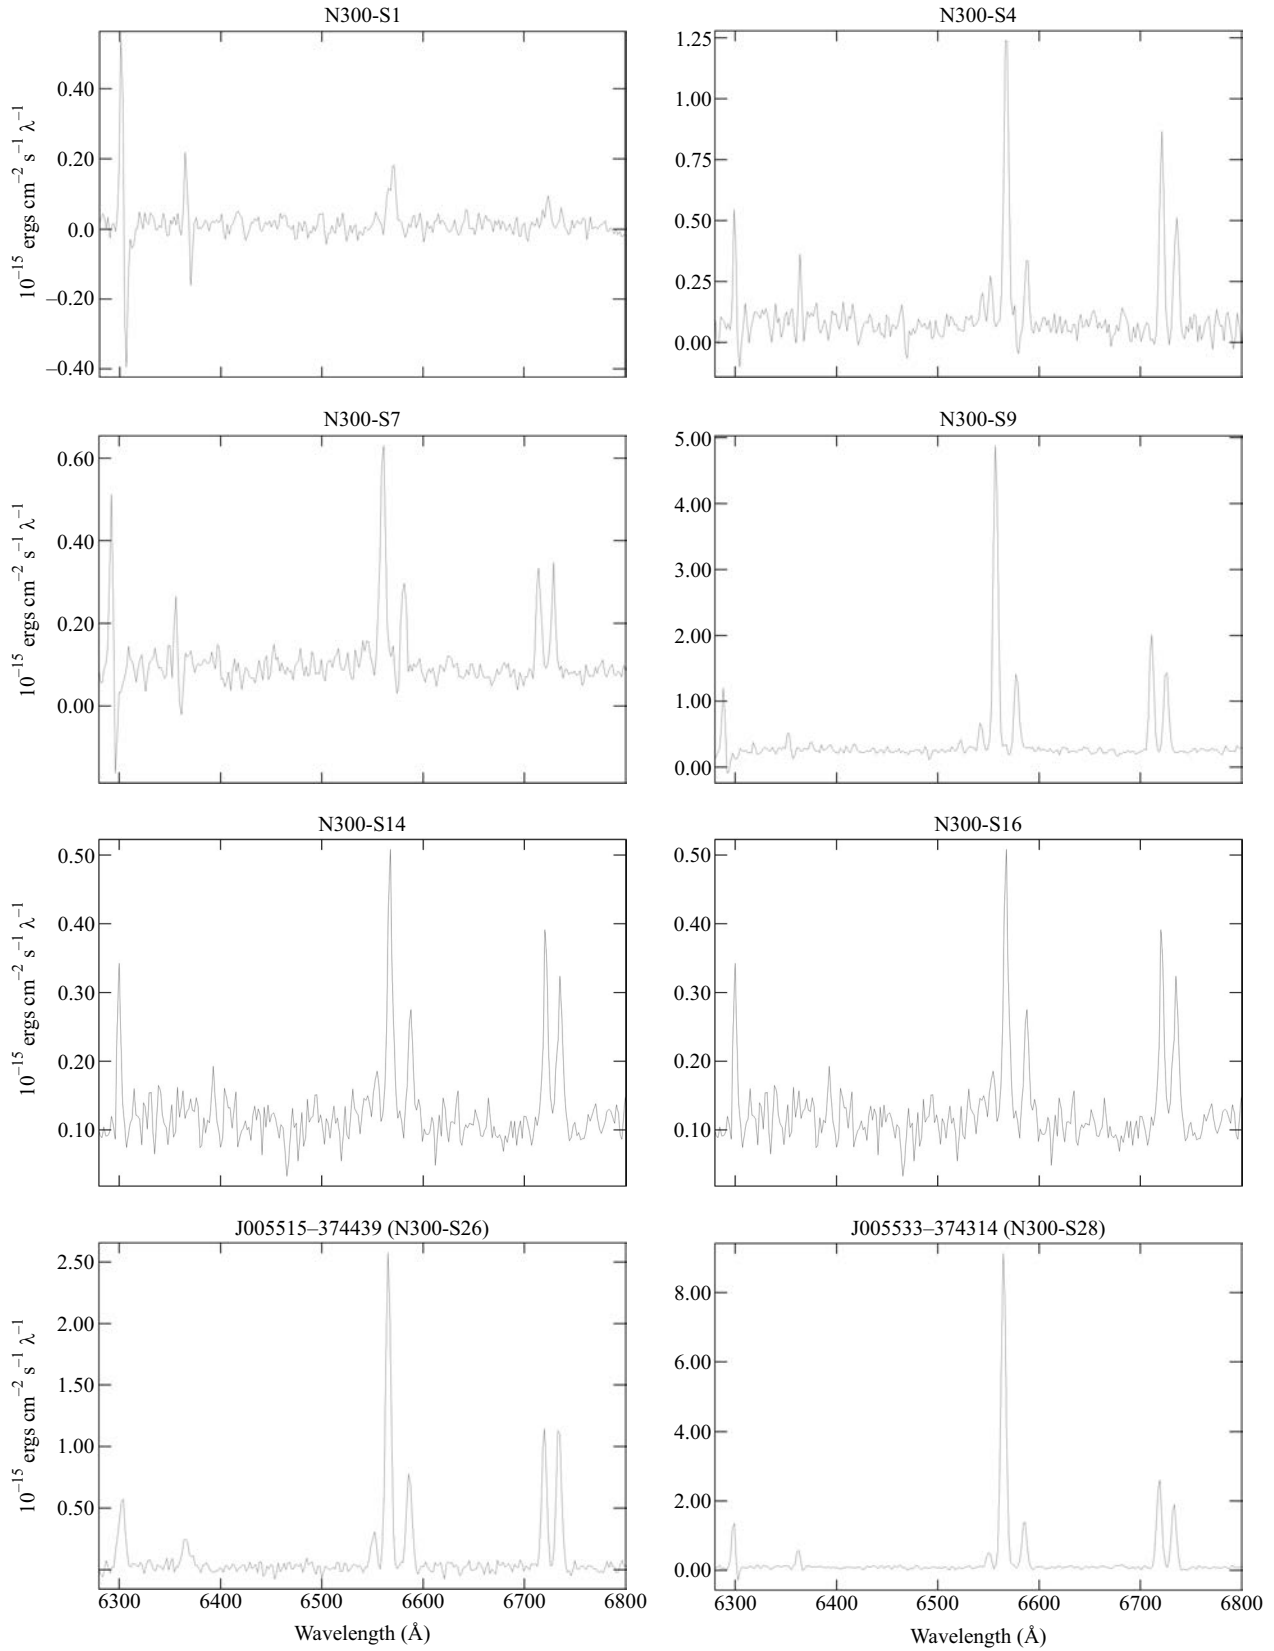 N300-S1
N300-S4
10⁻¹⁵ ergs cm⁻² s⁻¹ λ⁻¹
0.40
0.20
0.0
−0.20
−0.40
1.25
1.00
0.75
0.50
0.25
0.00
N300-S7
N300-S9
10⁻¹⁵ ergs cm⁻² s⁻¹ λ⁻¹
0.60
0.40
0.20
0.00
5.00
4.00
3.00
2.00
1.00
0.00
N300-S14
N300-S16
10⁻¹⁵ ergs cm⁻² s⁻¹ λ⁻¹
0.50
0.40
0.30
0.20
0.10
0.50
0.40
0.30
0.20
0.10
J005515–374439 (N300-S26)
J005533–374314 (N300-S28)
10⁻¹⁵ ergs cm⁻² s⁻¹ λ⁻¹
2.50
2.00
1.50
1.00
0.50
8.00
6.00
4.00
2.00
0.00
6300 6400 6500 6600 6700 6800
6300 6400 6500 6600 6700 6800
Wavelength (Å)
Wavelength (Å)